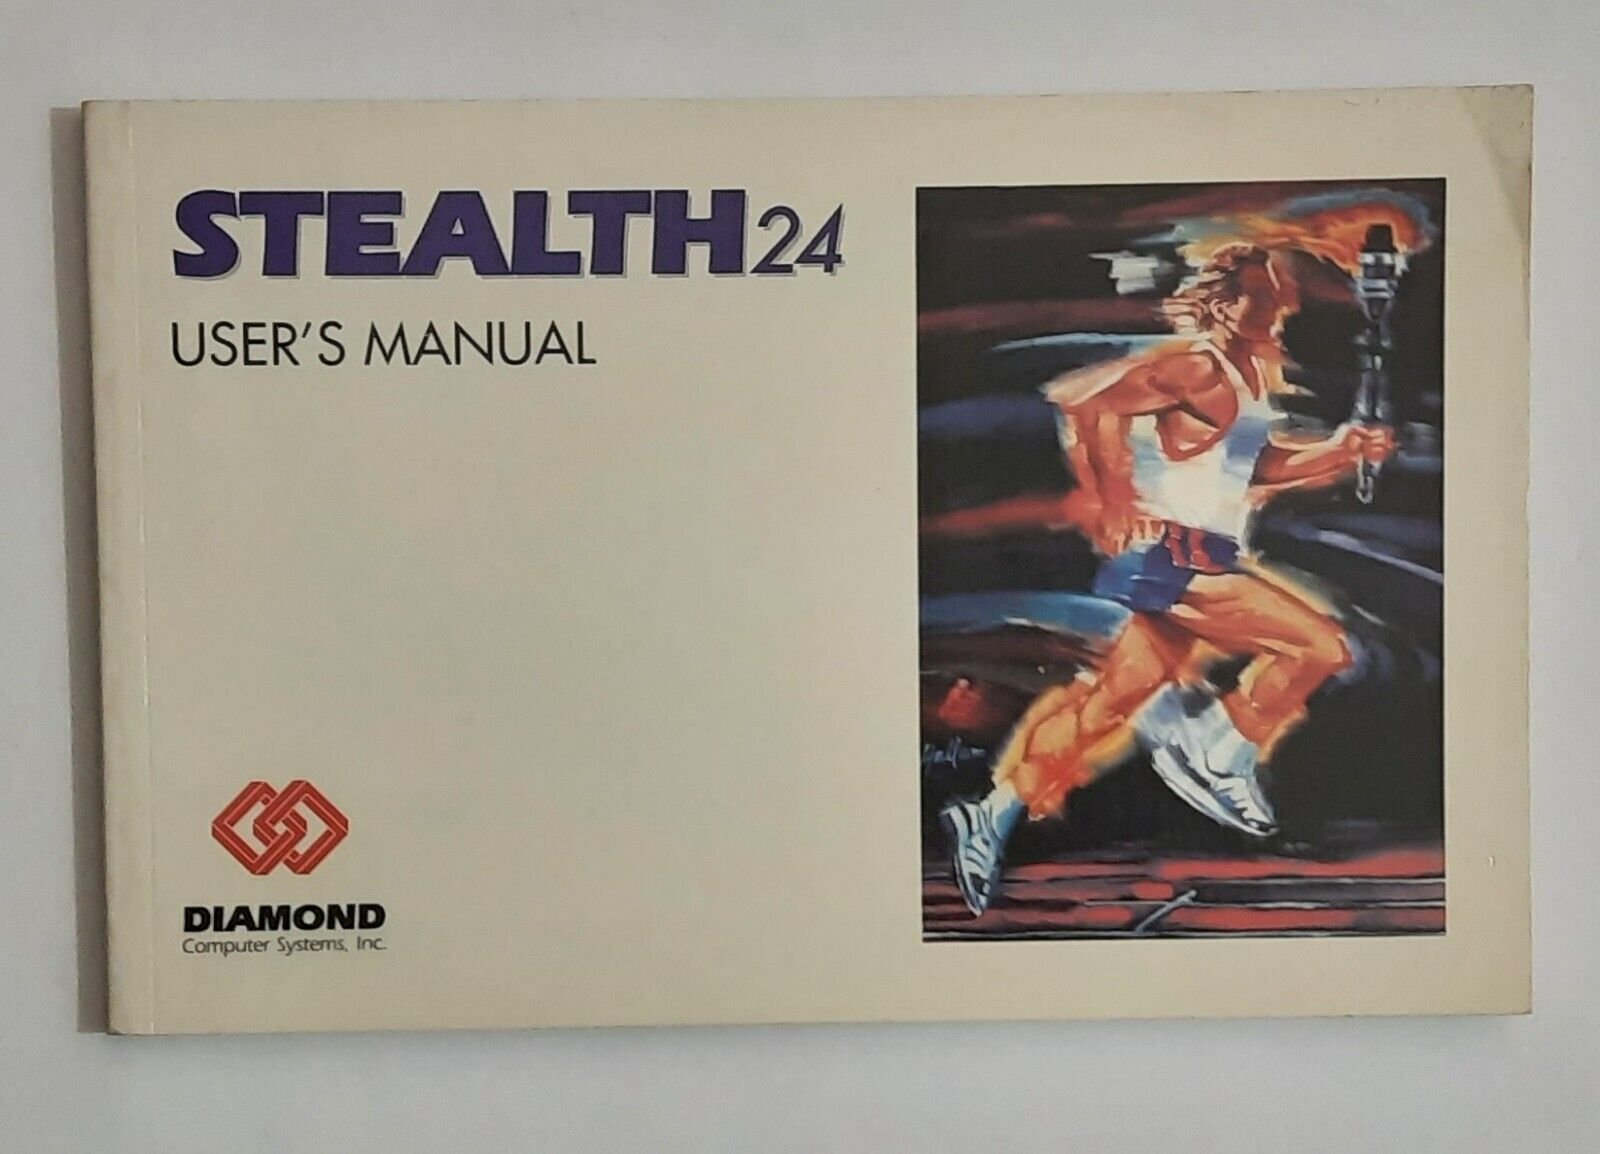 STEALTH24
USER'S MANUAL
DIAMOND
Computer Systems, Inc.